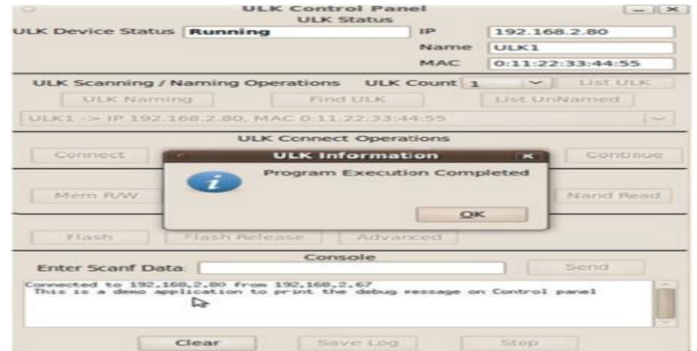 ULK Control Panel
ULK Status
ULK Device Status Running IP 192.168.2.80
Name ULK1
MAC 0:11:22:33:44:55
ULK Scanning / Naming Operations ULK Count 1 List ULK
ULK Naming Find ULK List UnNamed
ULK1 -> IP 192.168.2.80, MAC 0:11:22:33:44:55
ULK Connect Operations
Connect ULK Information Continue
Program Execution Completed
Mem R/W Nand Read
OK
Flash Flash Release Advanced
Console
Enter Scanf Data: Send
Connected to 192.168.2.80 from 192.168.2.67
This is a demo application to print the debug message on Control panel
Clear Save Log Stop